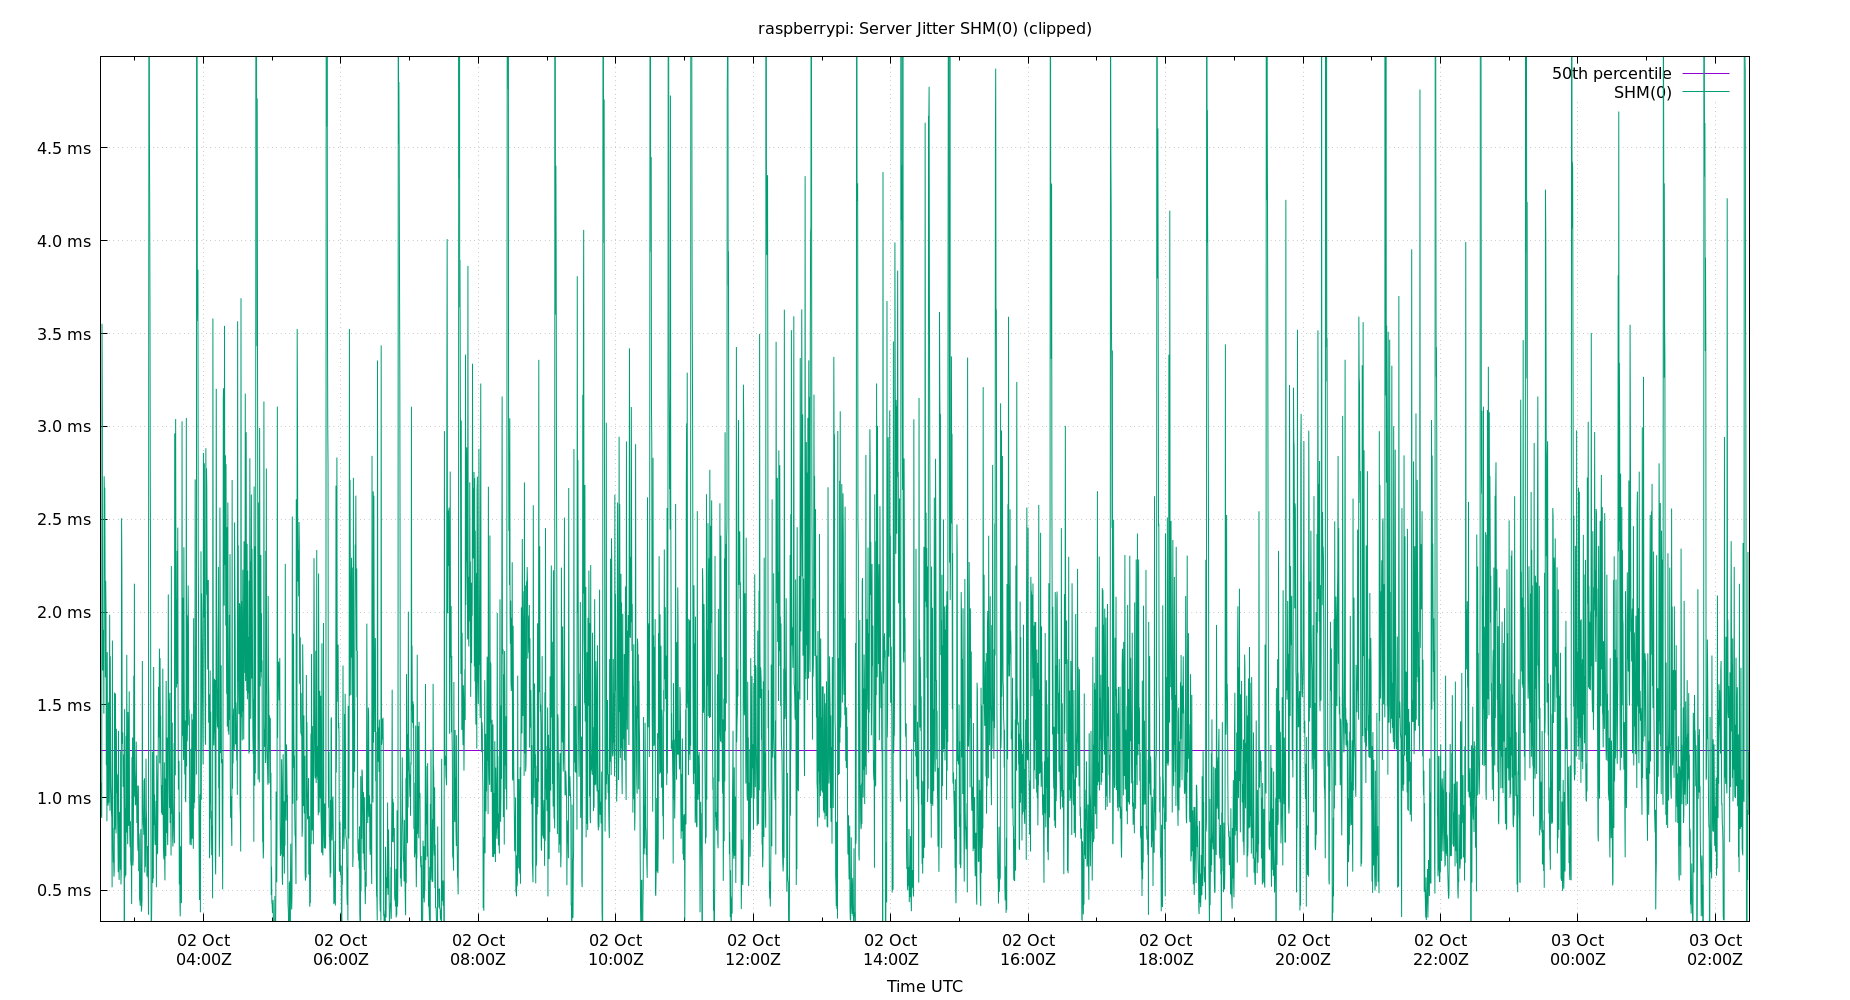 raspberrypi: Server Jitter SHM(0) (clipped)
50th percentile
SHM(0)
4.5 ms
4.0 ms
3.5 ms
3.0 ms
2.5 ms
2.0 ms
1.5 ms
1.0 ms
0.5 ms
02 Oct 02 Oct 02 Oct 02 Oct 02 Oct 02 Oct 02 Oct 02 Oct 02 Oct 02 Oct 03 Oct 03 Oct
04:00Z 06:00Z 08:00Z 10:00Z 12:00Z 14:00Z 16:00Z 18:00Z 20:00Z 22:00Z 00:00Z 02:00Z
Time UTC